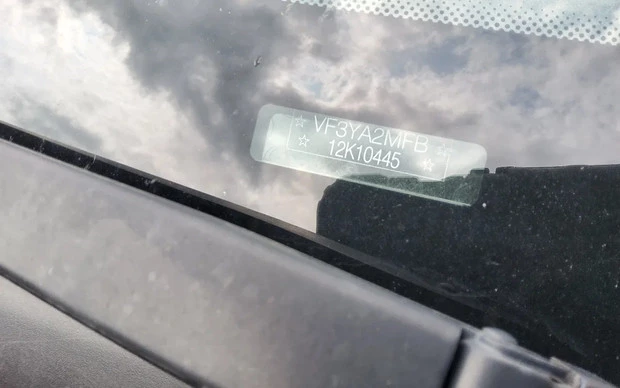 ☆ VF3YA2MFB ☆
☆ 12K10445 ☆